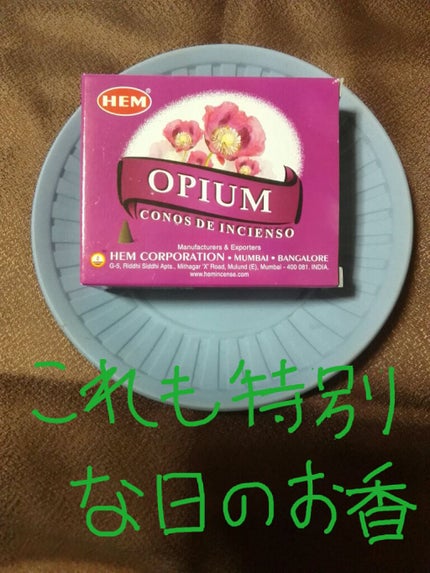 HEM
OPIUM
CONOS DE INCIENSO
Manufacturers & Exporters
HEM CORPORATION • MUMBAI • BANGALORE
G-5, Riddhi Siddhi Apts., Mithagar 'X' Road, Mulund (E), Mumbai - 400 081. INDIA.
www.hemincense.com
これも特別
な日のお香